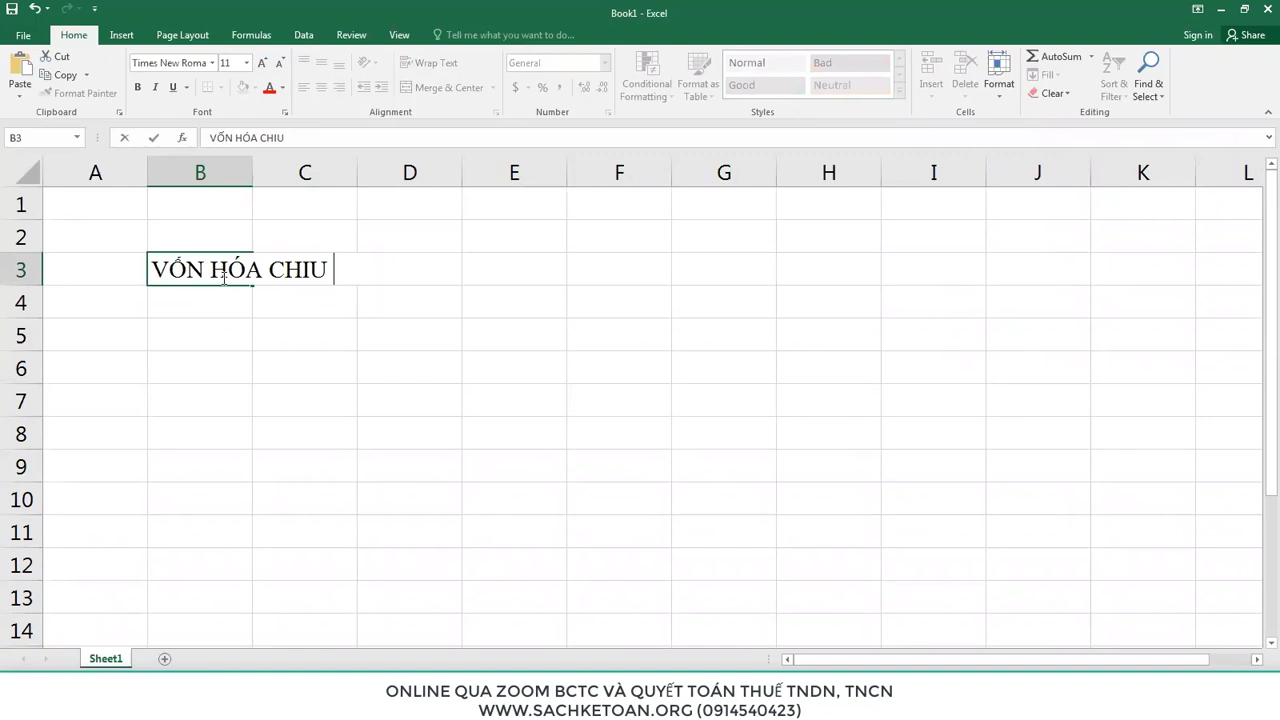 Book1 - Excel
File Home Insert Page Layout Formulas Data Review View Tell me what you want to do... Sign in Share
Paste Cut Copy Format Painter Clipboard
Times New Roma 11 B I U A Font
Wrap Text Merge & Center Alignment
General $ % , Number
Conditional Formatting Format as Table Normal Bad Good Neutral Styles
Insert Delete Format Cells
AutoSum Fill Clear Sort & Filter Find & Select Editing
B3 fx VỐN HÓA CHIU
A B C D E F G H I J K L
1
2
3 VỐN HÓA CHIU
4
5
6
7
8
9
10
11
12
13
14
Sheet1
ONLINE QUA ZOOM BCTC VÀ QUYẾT TOÁN THUẾ TNDN, TNCN
WWW.SACHKETOAN.ORG (0914540423)